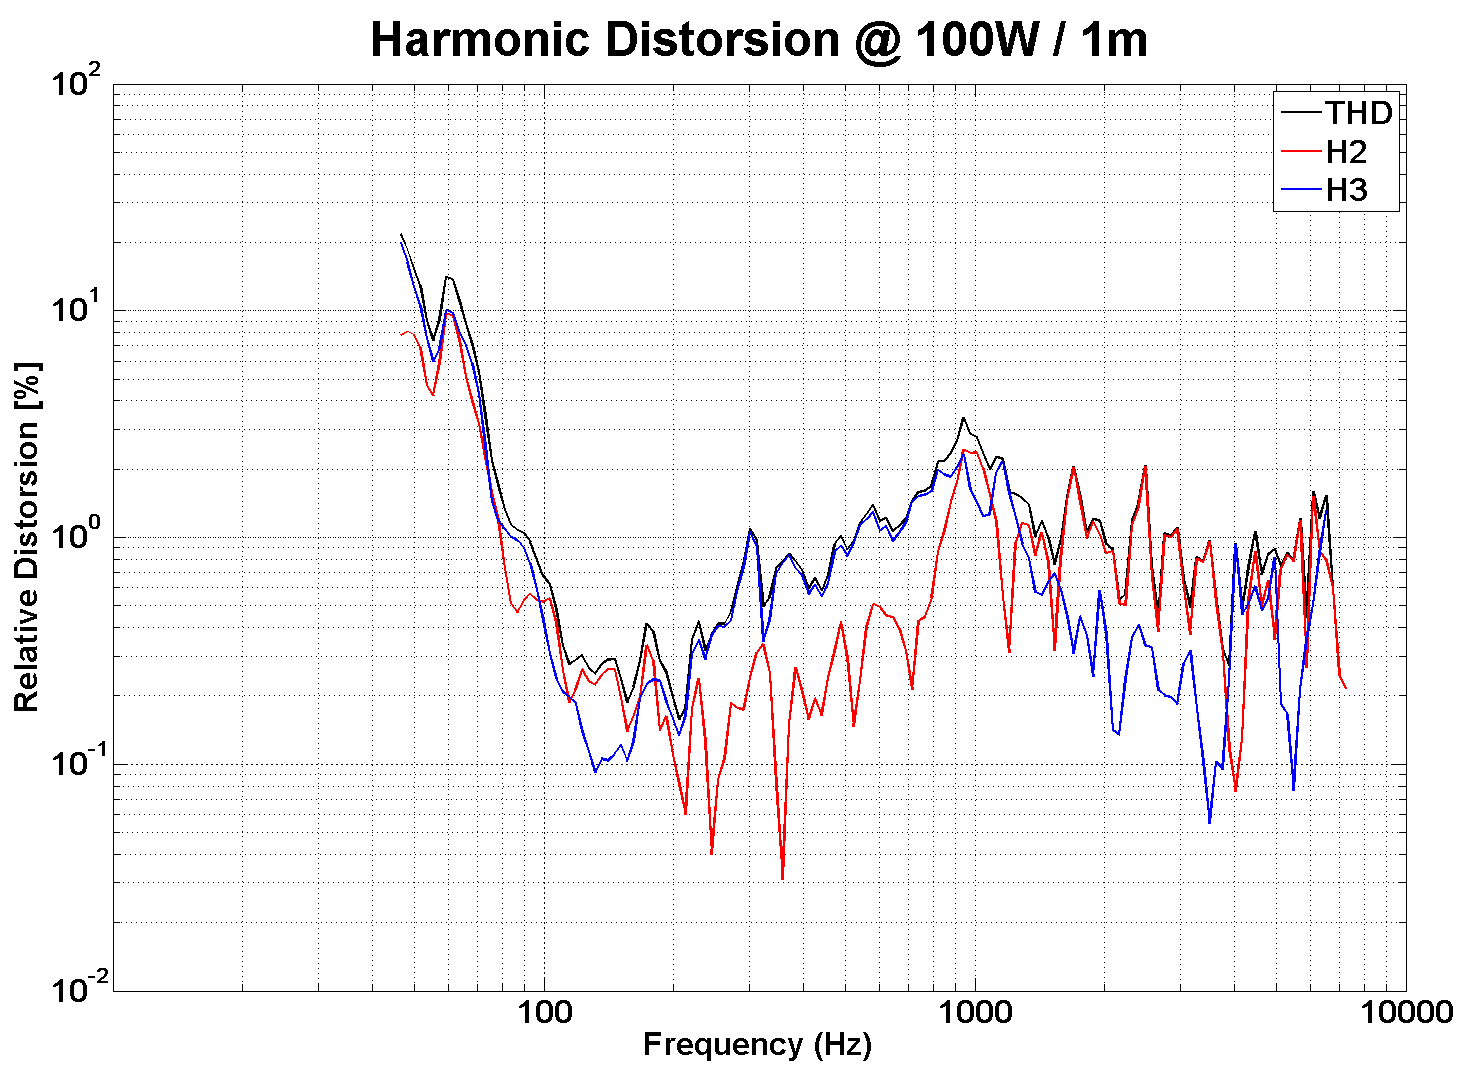 Harmonic Distorsion @ 100W / 1m
THD
H2
H3
Relative Distorsion [%]
10^2
10^1
10^0
10^-1
10^-2
100
1000
10000
Frequency (Hz)